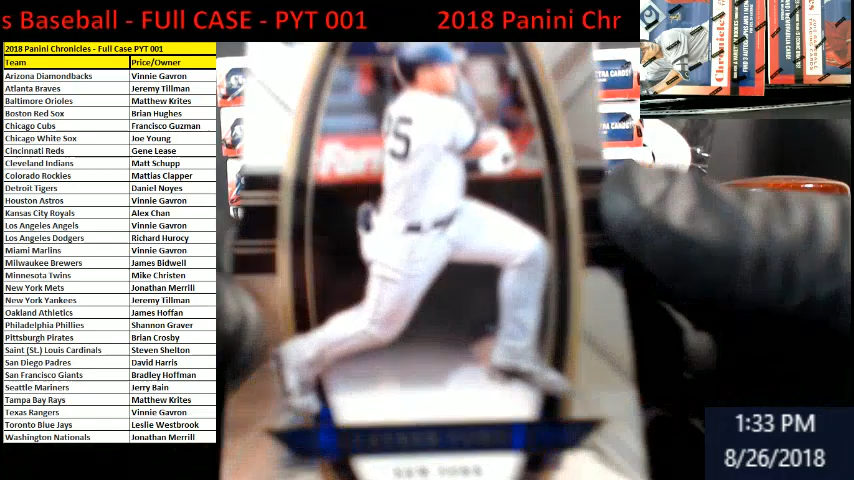 s Baseball - FUll CASE - PYT 001 2018 Panini Chr
2018 Panini Chronicles - Full Case PYT 001
Team Price/Owner
Arizona Diamondbacks Vinnie Gavron
Atlanta Braves Jeremy Tillman
Baltimore Orioles Matthew Krites
Boston Red Sox Brian Hughes
Chicago Cubs Francisco Guzman
Chicago White Sox Joe Young
Cincinnati Reds Gene Lease
Cleveland Indians Matt Schupp
Colorado Rockies Mattias Clapper
Detroit Tigers Daniel Noyes
Houston Astros Vinnie Gavron
Kansas City Royals Alex Chan
Los Angeles Angels Vinnie Gavron
Los Angeles Dodgers Richard Hurocy
Miami Marlins Vinnie Gavron
Milwaukee Brewers James Bidwell
Minnesota Twins Mike Christen
New York Mets Jonathan Merrill
New York Yankees Jeremy Tillman
Oakland Athletics James Hoffan
Philadelphia Phillies Shannon Graver
Pittsburgh Pirates Brian Crosby
Saint (St.) Louis Cardinals Steven Shelton
San Diego Padres David Harris
San Francisco Giants Bradley Hoffman
Seattle Mariners Jerry Bain
Tampa Bay Rays Matthew Krites
Texas Rangers Vinnie Gavron
Toronto Blue Jays Leslie Westbrook
Washington Nationals Jonathan Merrill
NEW YORK
1:33 PM
8/26/2018